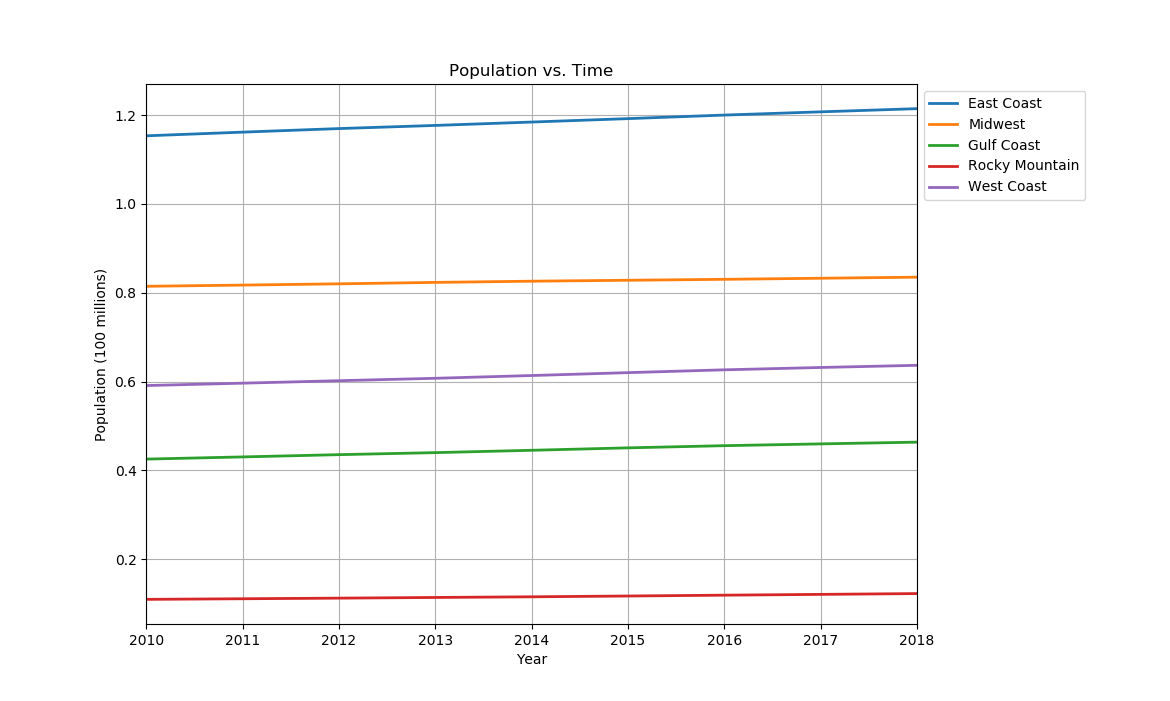 Population vs. Time
East Coast
Midwest
Gulf Coast
Rocky Mountain
West Coast
Population (100 millions)
1.2
1.0
0.8
0.6
0.4
0.2
2010 2011 2012 2013 2014 2015 2016 2017 2018
Year